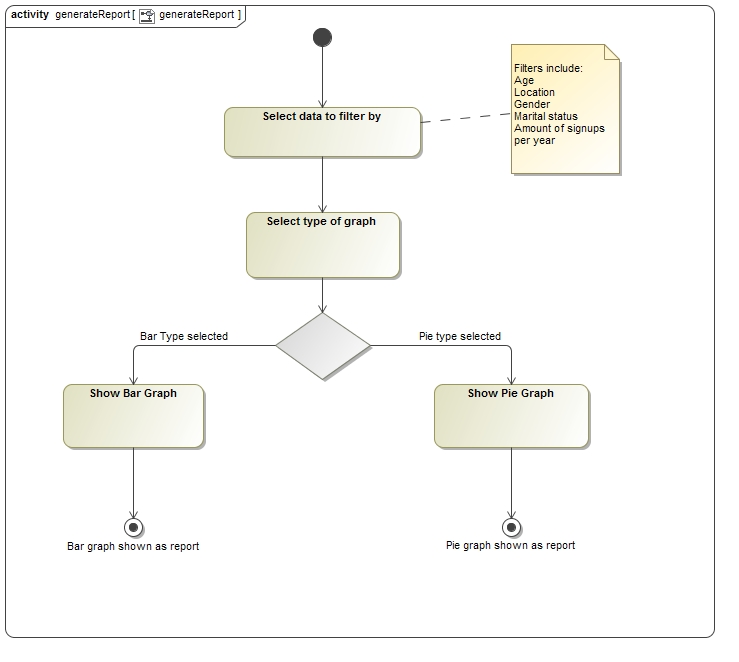 activity generateReport[ generateReport ]
Select data to filter by
Filters include:
Age
Location
Gender
Marital status
Amount of signups
per year
Select type of graph
Bar Type selected
Pie type selected
Show Bar Graph
Show Pie Graph
Bar graph shown as report
Pie graph shown as report